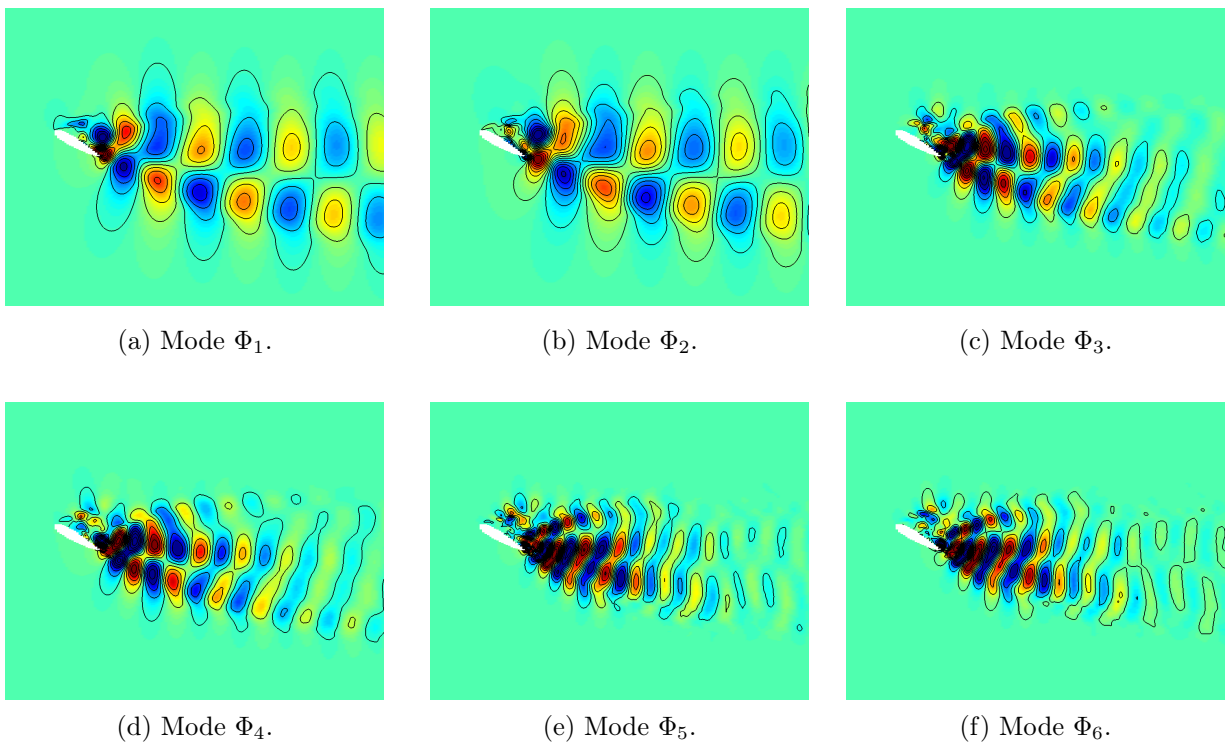 (a) Mode Φ₁.
(b) Mode Φ₂.
(c) Mode Φ₃.
(d) Mode Φ₄.
(e) Mode Φ₅.
(f) Mode Φ₆.